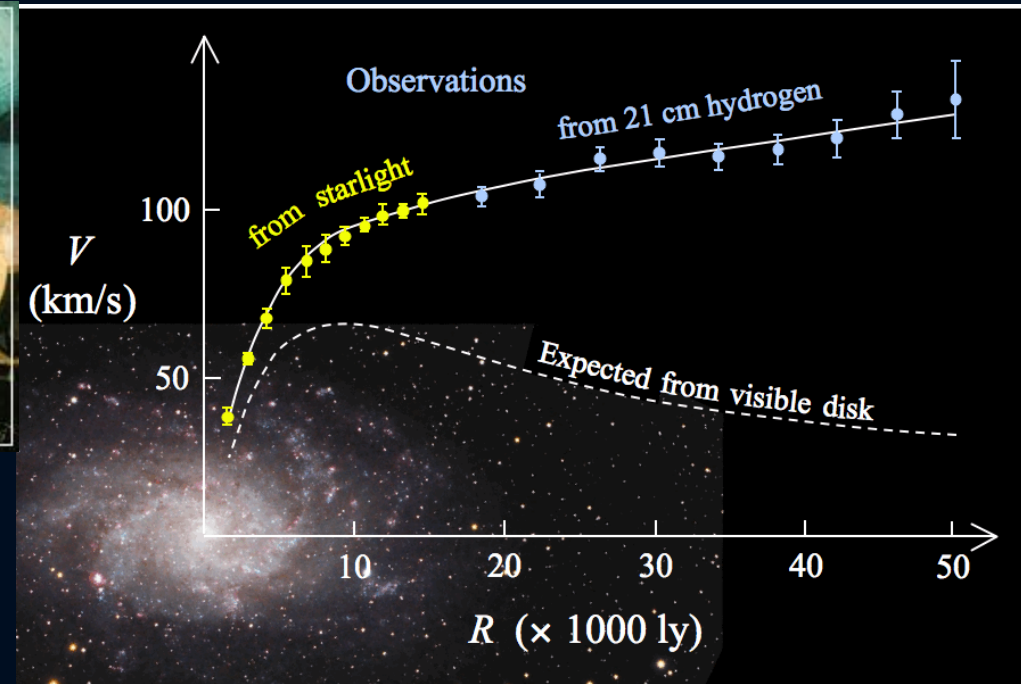 Observations
from 21 cm hydrogen
from starlight
100
V
(km/s)
50
Expected from visible disk
10
20
30
40
50
R (× 1000 ly)